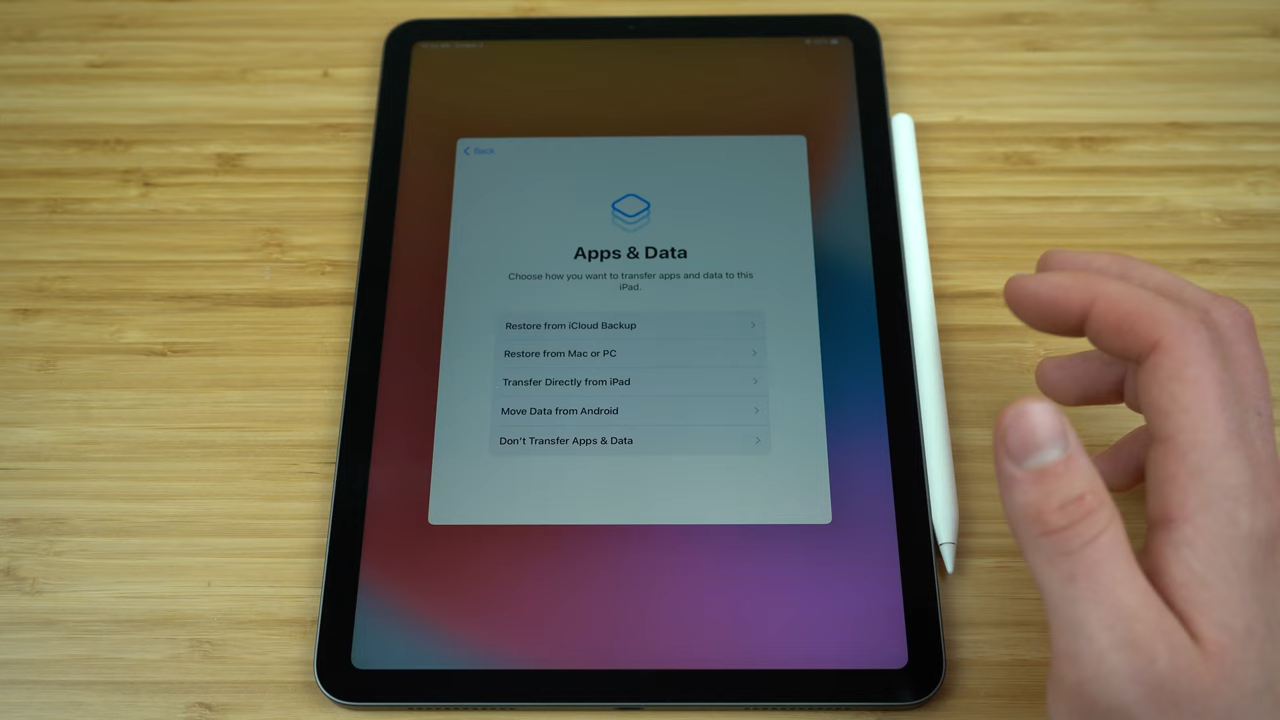 Back
Apps & Data
Choose how you want to transfer apps and data to this
iPad.
Restore from iCloud Backup
Restore from Mac or PC
Transfer Directly from iPad
Move Data from Android
Don't Transfer Apps & Data